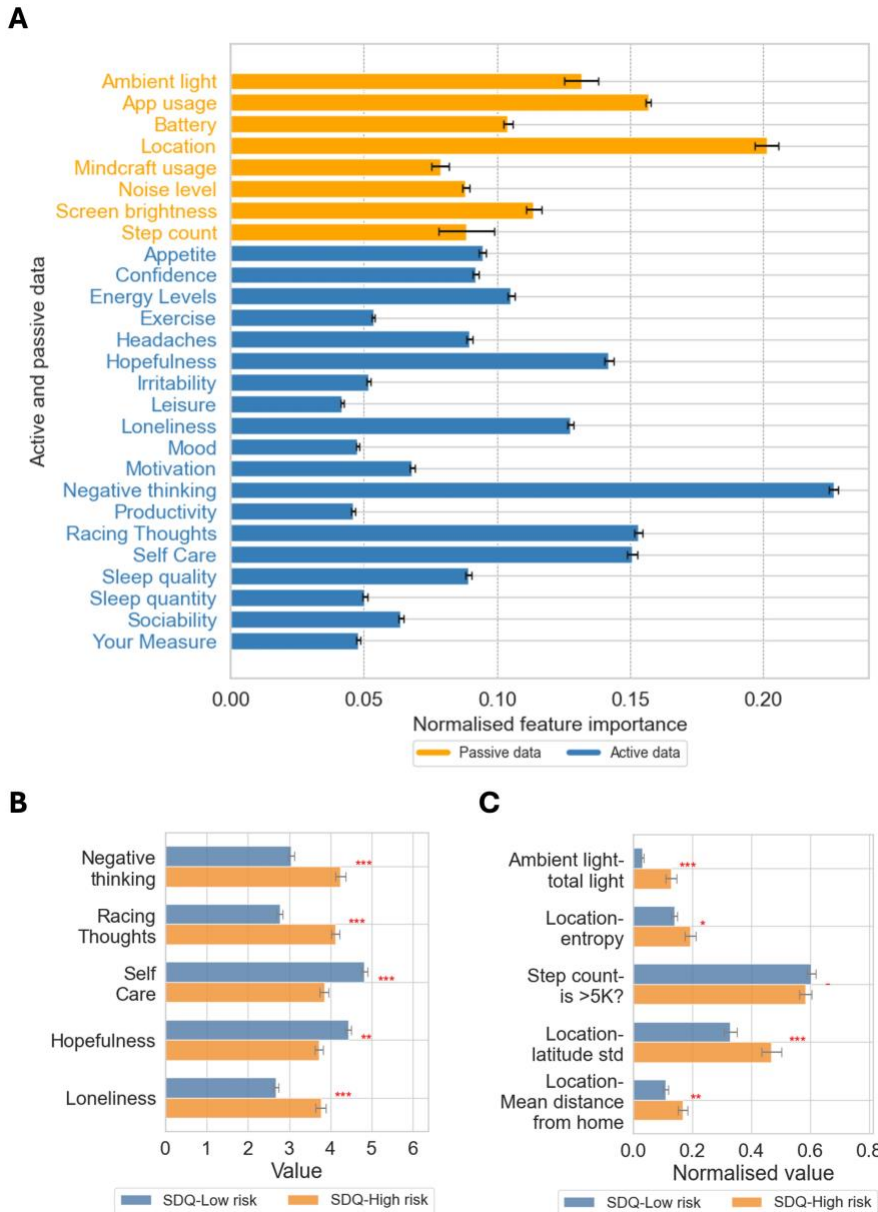 A
Active and passive data
Ambient light
App usage
Battery
Location
Mindcraft usage
Noise level
Screen brightness
Step count
Appetite
Confidence
Energy Levels
Exercise
Headaches
Hopefulness
Irritability
Leisure
Loneliness
Mood
Motivation
Negative thinking
Productivity
Racing Thoughts
Self Care
Sleep quality
Sleep quantity
Sociability
Your Measure
0.00 0.05 0.10 0.15 0.20
Normalised feature importance
Passive data Active data
B
Negative
thinking
***
Racing
Thoughts
***
Self
Care
***
Hopefulness
**
Loneliness
***
0 1 2 3 4 5 6
Value
SDQ-Low risk SDQ-High risk
C
Ambient light-
total light
***
Location-
entropy
*
Step count-
is >5K?
-
Location-
latitude std
***
Location-
Mean distance
from home
**
0.0 0.2 0.4 0.6 0.8
Normalised value
SDQ-Low risk SDQ-High risk